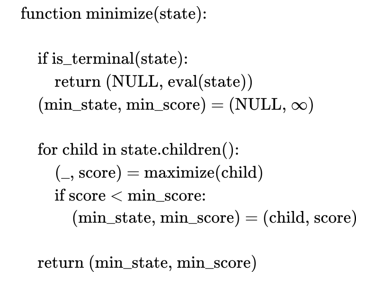 function minimize(state):
if is_terminal(state):
return (NULL, eval(state))
(min_state, min_score) = (NULL, ∞)
for child in state.children():
(_, score) = maximize(child)
if score < min_score:
(min_state, min_score) = (child, score)
return (min_state, min_score)